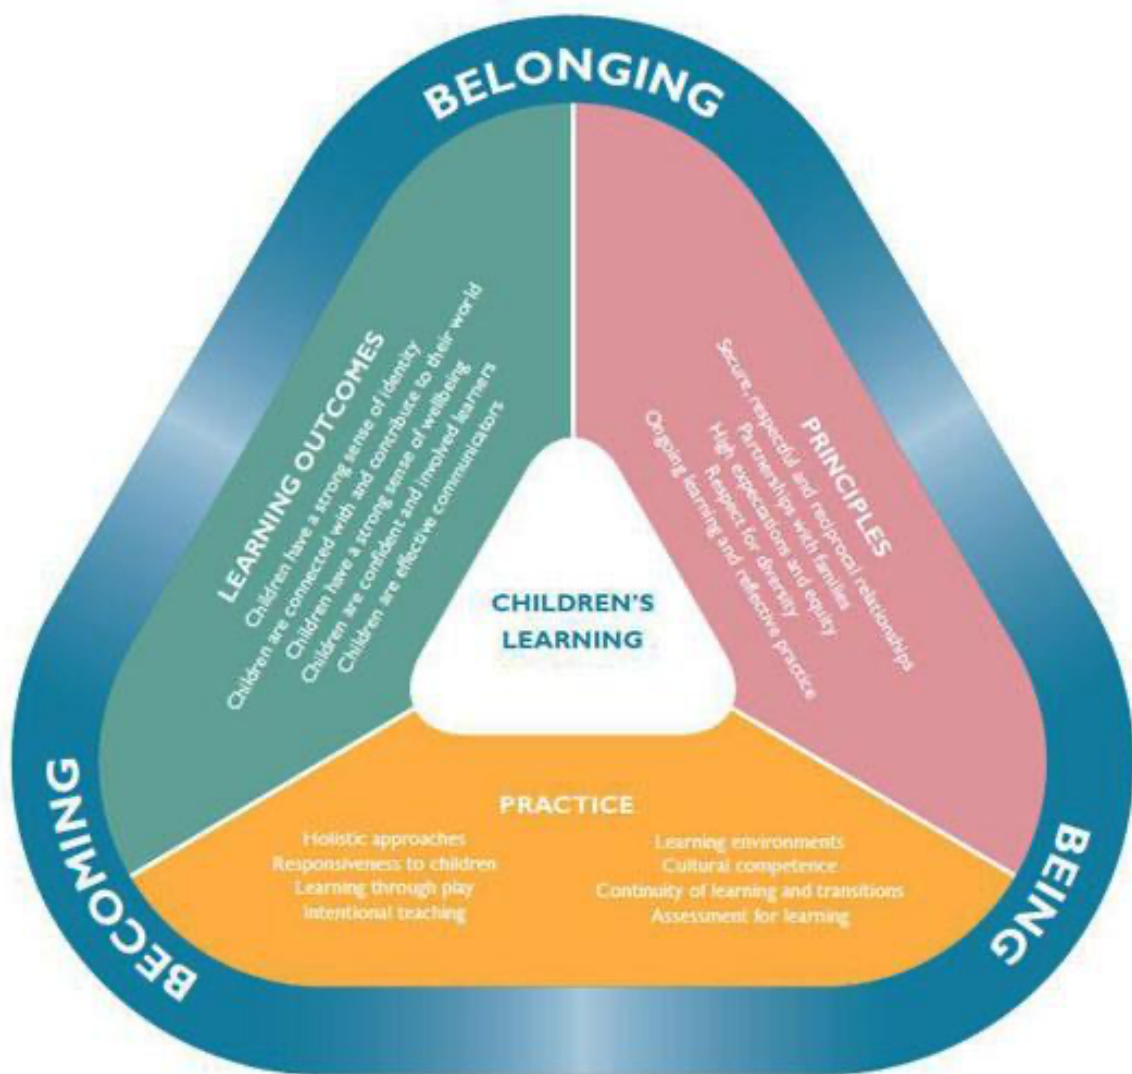 BELONGING
LEARNING OUTCOMES
Children have a strong sense of identity
Children are connected with and contribute to their world
Children have a strong sense of wellbeing
Children are confident and involved learners
Children are effective communicators
PRINCIPLES
Secure, respectful and reciprocal relationships
Partnerships with families
High expectations and equity
Respect for diversity
Ongoing learning and reflective practice
CHILDREN'S
LEARNING
PRACTICE
Holistic approaches
Responsiveness to children
Learning through play
Intentional teaching
Learning environments
Cultural competence
Continuity of learning and transitions
Assessment for learning
BECOMING
BEING